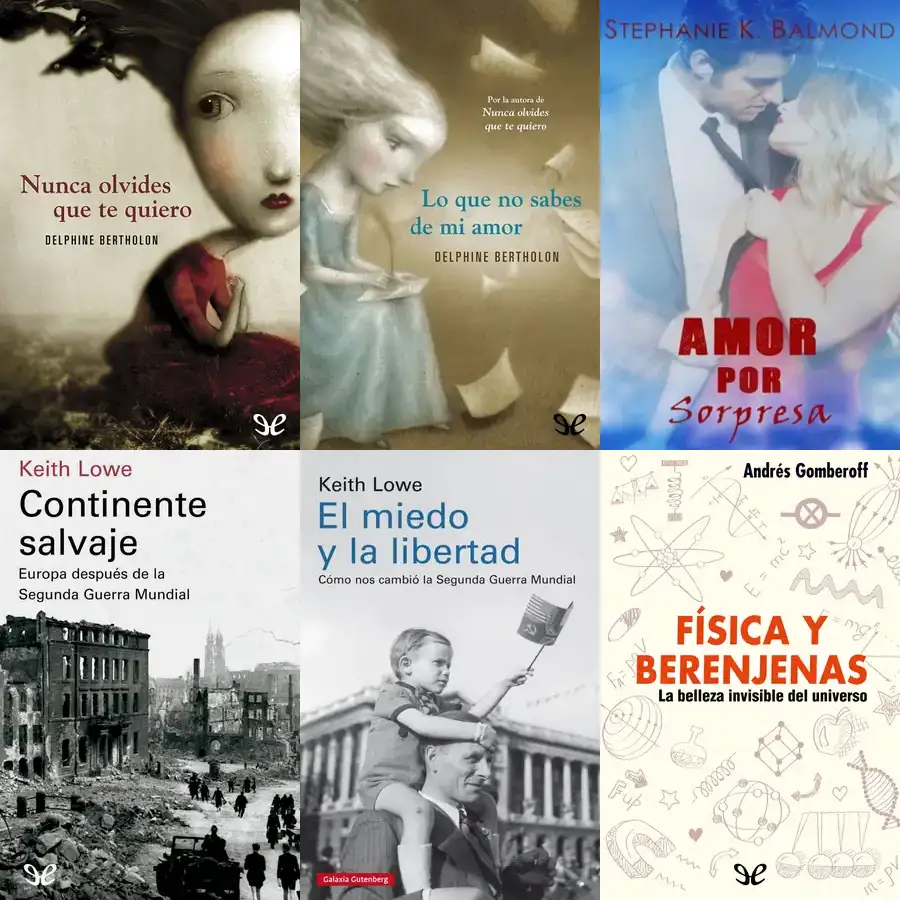 Nunca olvides
que te quiero
DELPHINE BERTHOLON
Por la autora de
Nunca olvides
que te quiero
Lo que no sabes
de mi amor
DELPHINE BERTHOLON
STEPHANIE K. BALMOND
AMOR
POR
Sorpresa
Keith Lowe
Continente
salvaje
Europa después de la
Segunda Guerra Mundial
Keith Lowe
El miedo
y la libertad
Cómo nos cambió la Segunda Guerra Mundial
Galaxia Gutenberg
Andrés Gomberoff
E = mc²
FÍSICA Y
BERENJENAS
La belleza invisible del universo